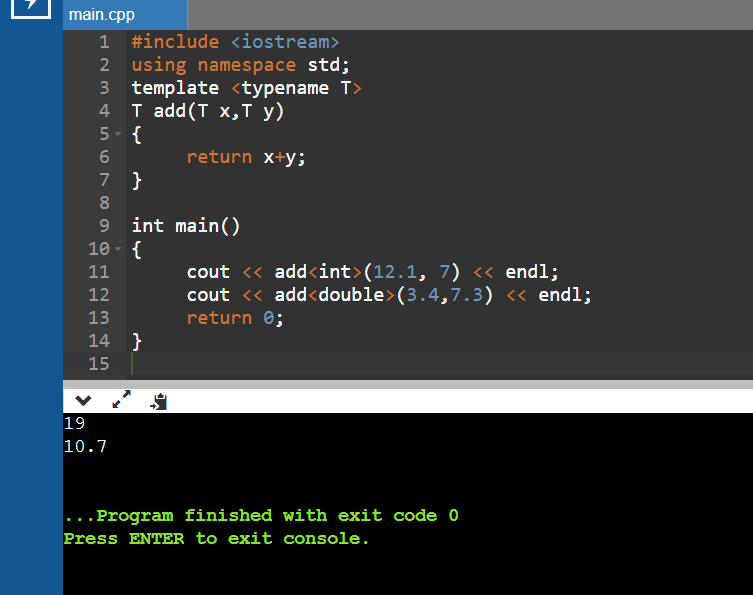 main.cpp
1 #include <iostream>
2 using namespace std;
3 template <typename T>
4 T add(T x,T y)
5 {
6 return x+y;
7 }
8
9 int main()
10 {
11 cout << add<int>(12.1, 7) << endl;
12 cout << add<double>(3.4,7.3) << endl;
13 return 0;
14 }
15
19
10.7
...Program finished with exit code 0
Press ENTER to exit console.